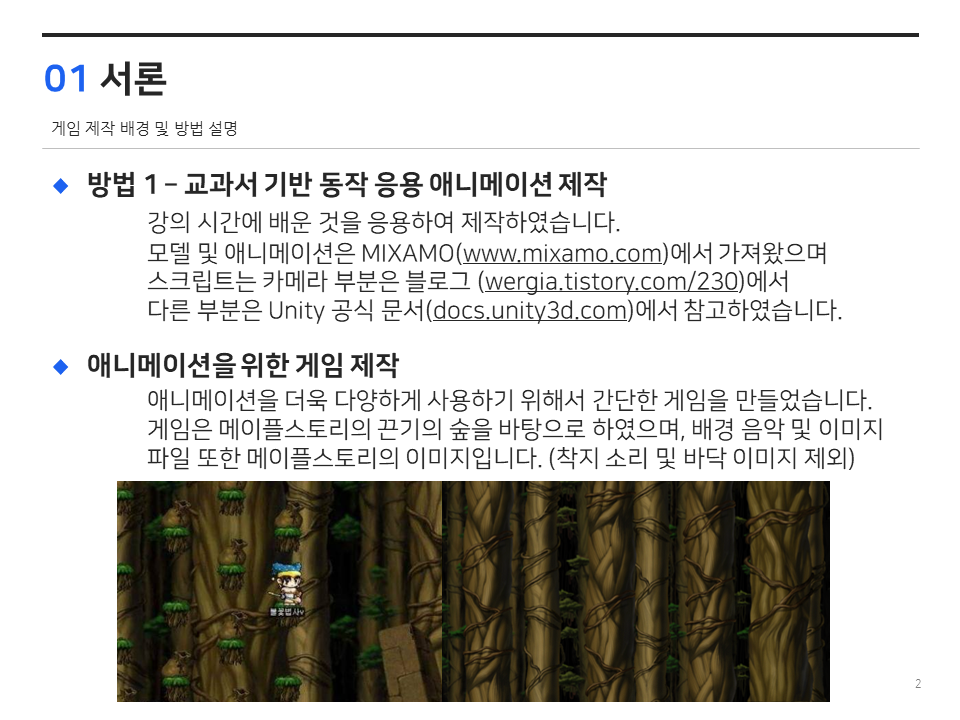 01 서론
게임 제작 배경 및 방법 설명
방법 1 – 교과서 기반 동작 응용 애니메이션 제작
강의 시간에 배운 것을 응용하여 제작하였습니다.
모델 및 애니메이션은 MIXAMO(www.mixamo.com)에서 가져왔으며
스크립트는 카메라 부분은 블로그 (wergia.tistory.com/230)에서
다른 부분은 Unity 공식 문서(docs.unity3d.com)에서 참고하였습니다.
애니메이션을 위한 게임 제작
애니메이션을 더욱 다양하게 사용하기 위해서 간단한 게임을 만들었습니다.
게임은 메이플스토리의 끈기의 숲을 바탕으로 하였으며, 배경 음악 및 이미지
파일 또한 메이플스토리의 이미지입니다. (착지 소리 및 바닥 이미지 제외)
불꽃법사v
2